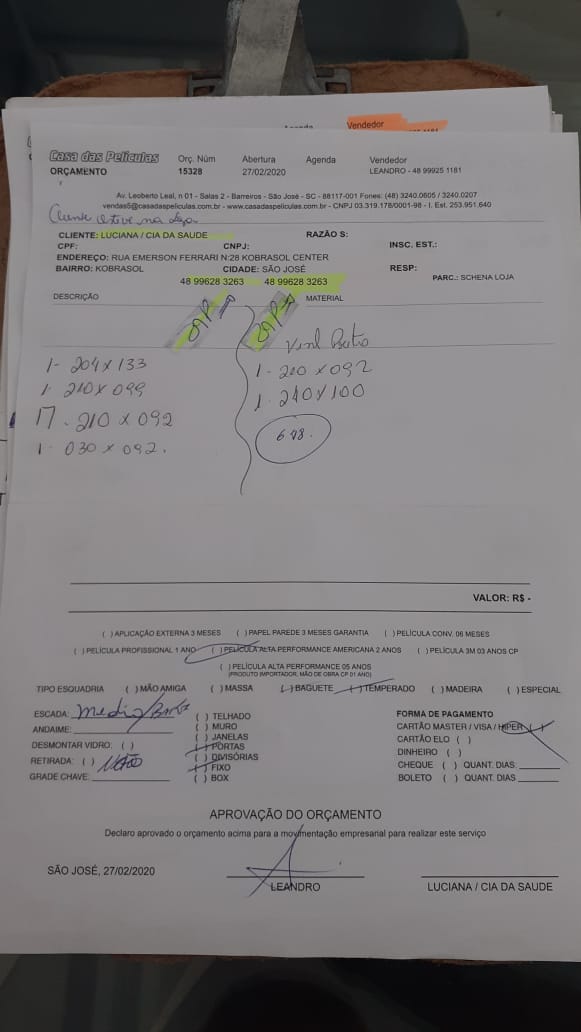 Vendedor
Casa das Películas Orç. Núm Abertura Agenda Vendedor
ORÇAMENTO 15328 27/02/2020 LEANDRO - 48 99925 1181
Av. Leoberto Leal, n 01 - Salas 2 - Barreiros - São José - SC - 88117-001 Fones: (48) 3240.0605 / 3240.0207
vendas5@casadaspeliculas.com.br - www.casadaspeliculas.com.br - CNPJ 03.319.178/0001-98 - I. Est. 253.951.640
Cliente esteve na loja
CLIENTE: LUCIANA / CIA DA SAUDE RAZÃO S:
CPF: CNPJ: INSC. EST.:
ENDEREÇO: RUA EMERSON FERRARI N:28 KOBRASOL CENTER
BAIRRO: KOBRASOL CIDADE: SÃO JOSÉ RESP:
48 99628 3263 48 99628 3263 PARC.: SCHENA LOJA
DESCRIÇÃO MATERIAL
1- 204 x 133
1- 210 x 099
17- 210 x 092
1- 030 x 092.
1- 210 x 092
1- 240 x 100
698.
VALOR: R$ -
( ) APLICAÇÃO EXTERNA 3 MESES ( ) PAPEL PAREDE 3 MESES GARANTIA ( ) PELÍCULA CONV. 06 MESES
( ) PELÍCULA PROFISSIONAL 1 ANO ( ) PELÍCULA ALTA PERFORMANCE AMERICANA 2 ANOS ( ) PELÍCULA 3M 03 ANOS CP
( ) PELÍCULA ALTA PERFORMANCE 05 ANOS
(PRODUTO IMPORTADOR, MÃO DE OBRA CP 01 ANO)
TIPO ESQUADRIA ( ) MÃO AMIGA ( ) MASSA ( ) BAGUETE ( ) TEMPERADO ( ) MADEIRA ( ) ESPECIAL
ESCADA: Media/
ANDAIME:
DESMONTAR VIDRO: ( )
RETIRADA: ( ) NÃO
GRADE CHAVE:
( ) TELHADO
( ) MURO
( ) JANELAS
( ) PORTAS
( ) DIVISÓRIAS
( ) FIXO
( ) BOX
FORMA DE PAGAMENTO
CARTÃO MASTER / VISA / HIPER ( )
CARTÃO ELO ( )
DINHEIRO ( )
CHEQUE ( ) QUANT. DIAS:
BOLETO ( ) QUANT. DIAS
APROVAÇÃO DO ORÇAMENTO
Declaro aprovado o orçamento acima para a movimentação empresarial para realizar este serviço
SÃO JOSÉ, 27/02/2020
LEANDRO LUCIANA / CIA DA SAUDE